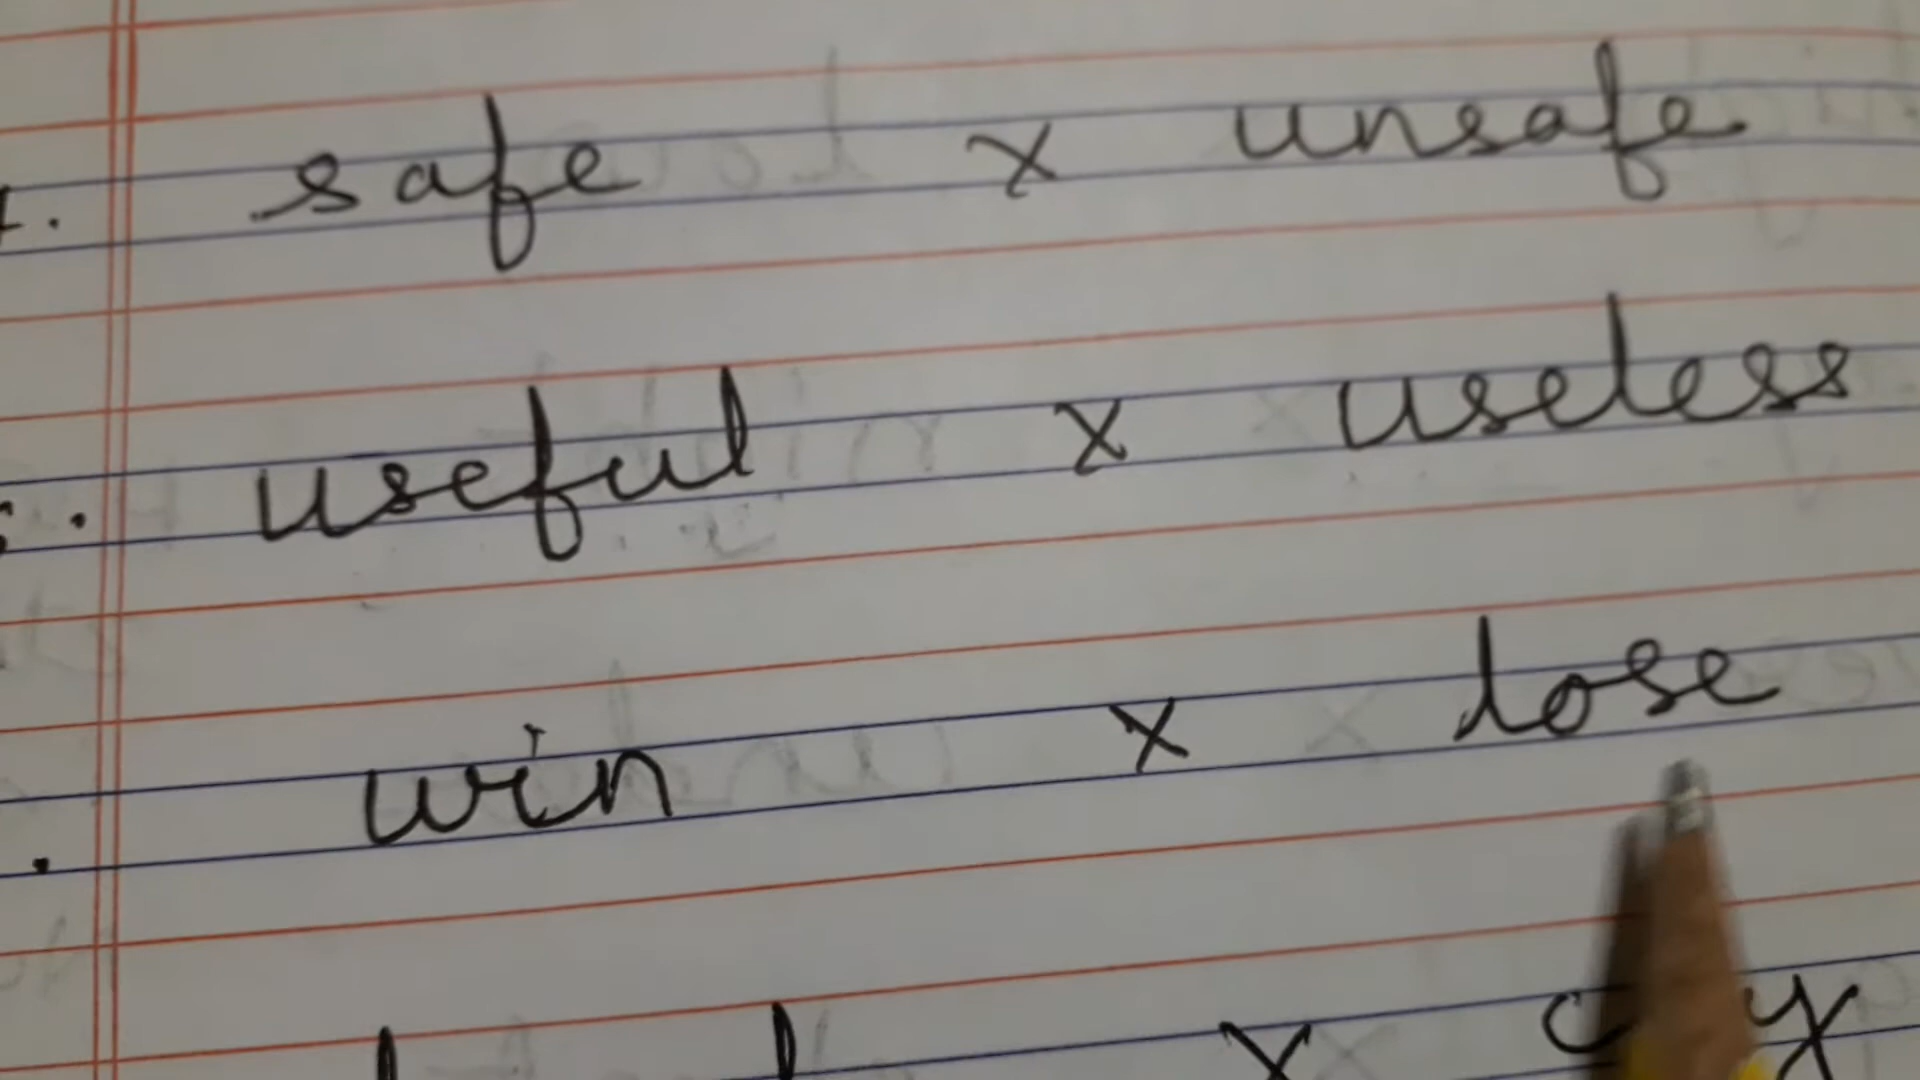 safe x unsafe
useful x useless
win x lose
x